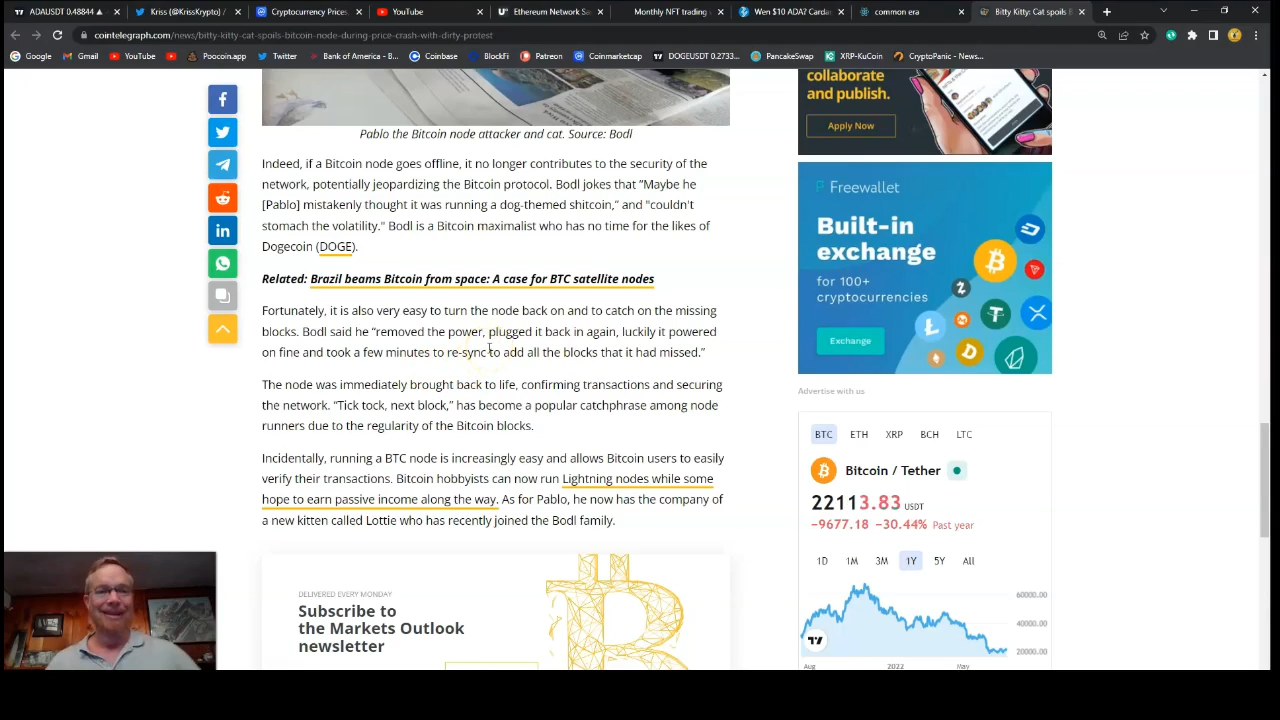 ADAUSDT 0.48844 ▲
Kriss (@KrissKrypto) /
Cryptocurrency Prices,
YouTube
Ethereum Network
Monthly NFT trading
Wen $10 ADA? Cardan
common era
Bitty Kitty: Cat spoils B
cointelegraph.com/news/bitty-kitty-cat-spoils-bitcoin-node-during-price-crash-with-dirty-protest
Google
Gmail
YouTube
Poocoin.app
Twitter
Bank of America - B...
Coinbase
BlockFi
Patreon
Coinmarketcap
DOGEUSDT 0.2733...
PancakeSwap
XRP-KuCoin
CryptoPanic - News...
Pablo the Bitcoin node attacker and cat. Source: Bodl
Indeed, if a Bitcoin node goes offline, it no longer contributes to the security of the
network, potentially jeopardizing the Bitcoin protocol. Bodl jokes that “Maybe he
[Pablo] mistakenly thought it was running a dog-themed shitcoin,” and "couldn't
stomach the volatility." Bodl is a Bitcoin maximalist who has no time for the likes of
Dogecoin (DOGE).
Related: Brazil beams Bitcoin from space: A case for BTC satellite nodes
Fortunately, it is also very easy to turn the node back on and to catch on the missing
blocks. Bodl said he “removed the power, plugged it back in again, luckily it powered
on fine and took a few minutes to re-sync to add all the blocks that it had missed.”
The node was immediately brought back to life, confirming transactions and securing
the network. “Tick tock, next block,” has become a popular catchphrase among node
runners due to the regularity of the Bitcoin blocks.
Incidentally, running a BTC node is increasingly easy and allows Bitcoin users to easily
verify their transactions. Bitcoin hobbyists can now run Lightning nodes while some
hope to earn passive income along the way. As for Pablo, he now has the company of
a new kitten called Lottie who has recently joined the Bodl family.
DELIVERED EVERY MONDAY
Subscribe to
the Markets Outlook
newsletter
collaborate
and publish.
Apply Now
Freewallet
Built-in
exchange
for 100+
cryptocurrencies
Exchange
Advertise with us
BTC ETH XRP BCH LTC
Bitcoin / Tether
22113.83 USDT
−9677.18 −30.44% Past year
1D 1M 3M 1Y 5Y All
60000.00
40000.00
20000.00
Aug 2022 May